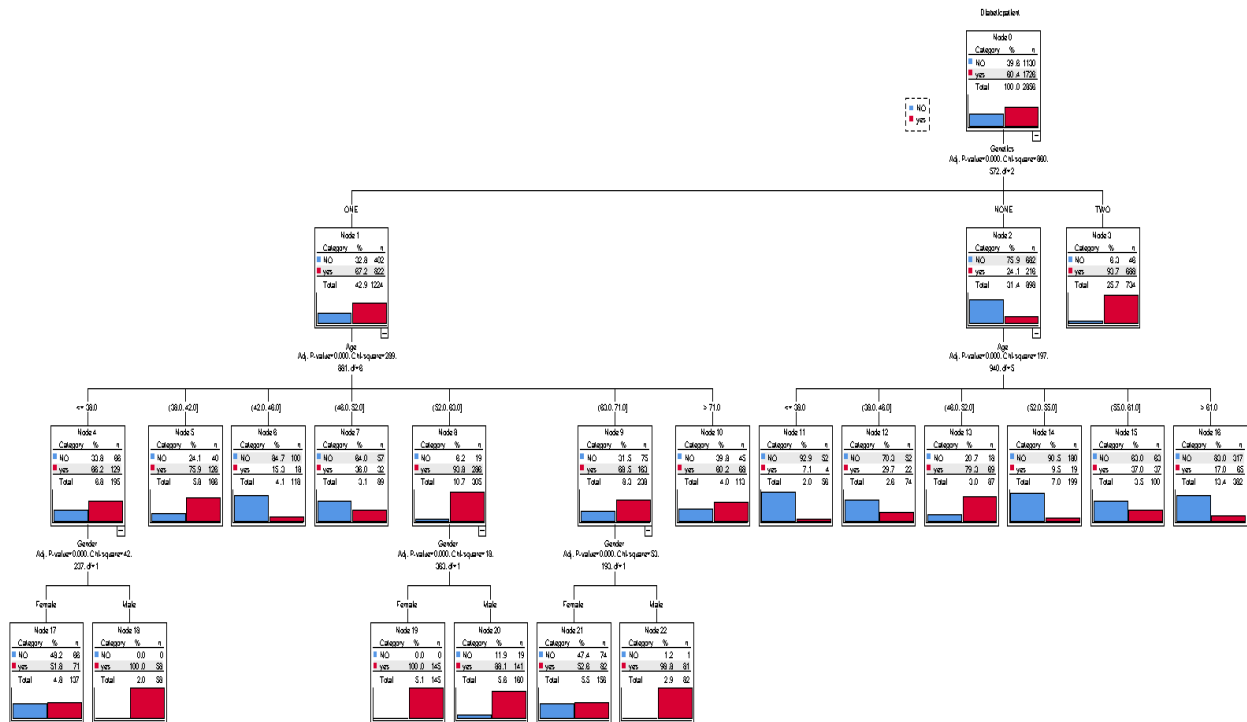 Diabeticpatient
Node 0
Category % n
NO 39.6 1130
yes 60.4 1726
Total 100.0 2856
NO
yes
Genetics
Adj. P-value=0.000, Chi-square=860.
572, df=2
ONE
NONE
TWO
Node 1
Category % n
NO 32.8 402
yes 67.2 822
Total 42.9 1224
Node 2
Category % n
NO 75.9 682
yes 24.1 216
Total 31.4 898
Node 3
Category % n
NO 6.3 46
yes 93.7 688
Total 25.7 734
Age
Adj. P-value=0.000, Chi-square=289.
881, df=6
Age
Adj. P-value=0.000, Chi-square=197.
940, df=5
<= 38.0
(38.0, 42.0]
(42.0, 46.0]
(46.0, 52.0]
(52.0, 63.0]
(63.0, 71.0]
> 71.0
<= 38.0
(38.0, 46.0]
(46.0, 52.0]
(52.0, 55.0]
(55.0, 61.0]
> 61.0
Node 4
Category % n
NO 33.8 66
yes 66.2 129
Total 6.8 195
Node 5
Category % n
NO 24.1 40
yes 75.9 126
Total 5.8 166
Node 6
Category % n
NO 84.7 100
yes 15.3 18
Total 4.1 118
Node 7
Category % n
NO 64.0 57
yes 36.0 32
Total 3.1 89
Node 8
Category % n
NO 6.2 19
yes 93.8 286
Total 10.7 305
Node 9
Category % n
NO 31.5 75
yes 68.5 163
Total 8.3 238
Node 10
Category % n
NO 39.8 45
yes 60.2 68
Total 4.0 113
Node 11
Category % n
NO 92.9 52
yes 7.1 4
Total 2.0 56
Node 12
Category % n
NO 70.3 52
yes 29.7 22
Total 2.6 74
Node 13
Category % n
NO 20.7 18
yes 79.3 69
Total 3.0 87
Node 14
Category % n
NO 90.5 180
yes 9.5 19
Total 7.0 199
Node 15
Category % n
NO 63.0 63
yes 37.0 37
Total 3.5 100
Node 16
Category % n
NO 83.0 317
yes 17.0 65
Total 13.4 382
Gender
Adj. P-value=0.000, Chi-square=42.
237, df=1
Gender
Adj. P-value=0.000, Chi-square=18.
363, df=1
Gender
Adj. P-value=0.000, Chi-square=53.
193, df=1
Female
Male
Female
Male
Female
Male
Node 17
Category % n
NO 48.2 66
yes 51.8 71
Total 4.8 137
Node 18
Category % n
NO 0.0 0
yes 100.0 58
Total 2.0 58
Node 19
Category % n
NO 0.0 0
yes 100.0 145
Total 5.1 145
Node 20
Category % n
NO 11.9 19
yes 88.1 141
Total 5.6 160
Node 21
Category % n
NO 47.4 74
yes 52.6 82
Total 5.5 156
Node 22
Category % n
NO 1.2 1
yes 98.8 81
Total 2.9 82